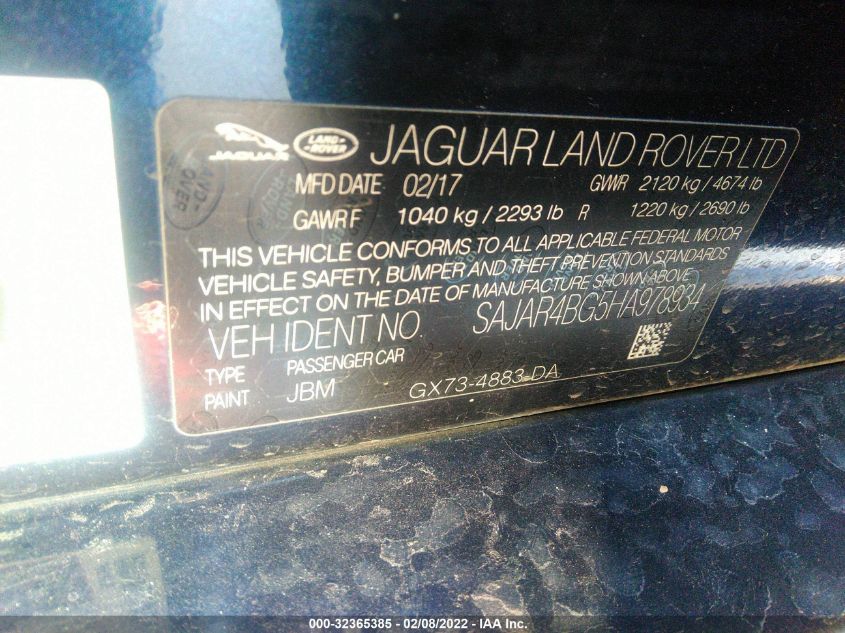 JAGUAR LAND-ROVER JAGUAR LAND ROVER LTD
MFD DATE 02/17 GVWR 2120 kg / 4674 lb
GAWR F 1040 kg / 2293 lb R 1220 kg / 2690 lb
THIS VEHICLE CONFORMS TO ALL APPLICABLE FEDERAL MOTOR
VEHICLE SAFETY, BUMPER AND THEFT PREVENTION STANDARDS
IN EFFECT ON THE DATE OF MANUFACTURE SHOWN ABOVE
VEH IDENT NO. SAJAR4BG5HA978934
TYPE PASSENGER CAR
PAINT JBM GX73-4883-DA
000-32365385 - 02/08/2022 - IAA Inc.